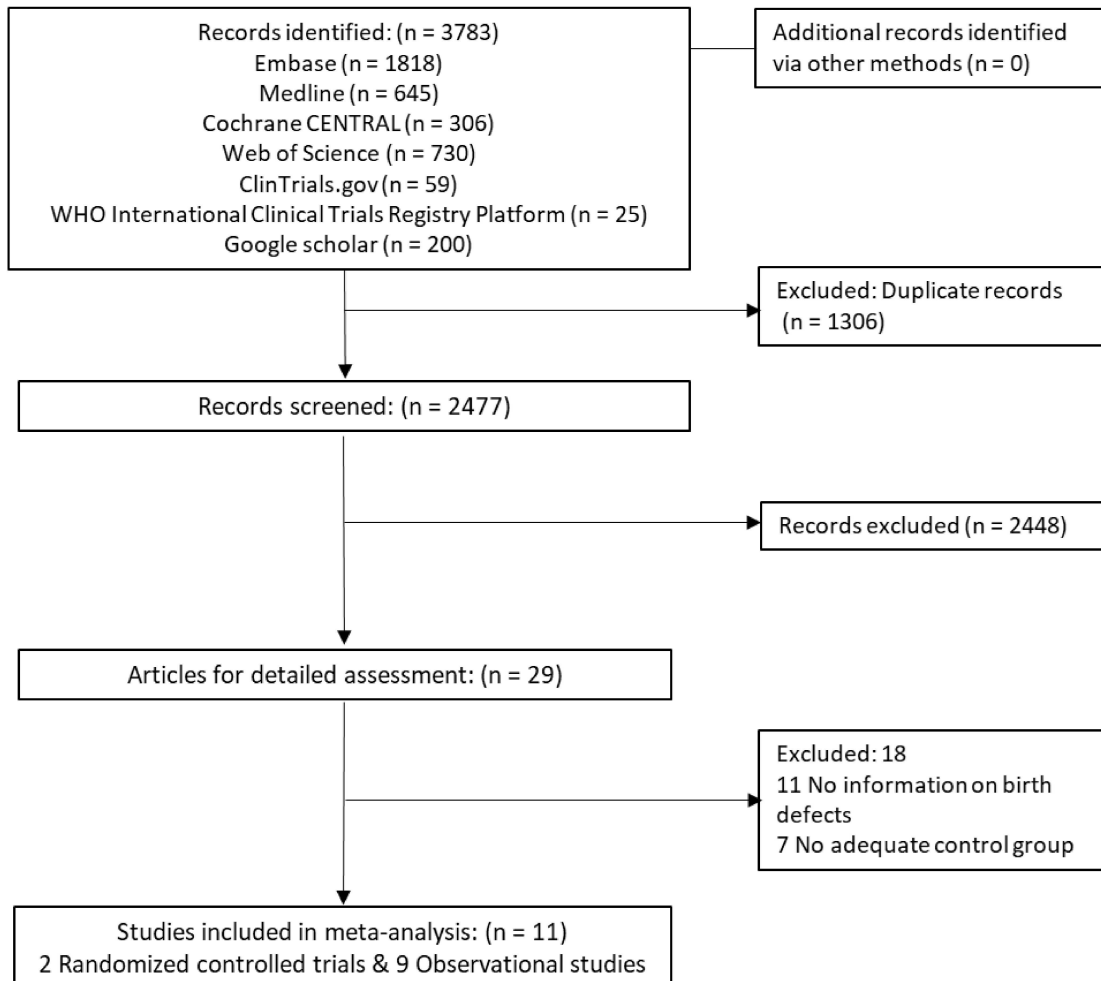 Records identified: (n = 3783)
Embase (n = 1818)
Medline (n = 645)
Cochrane CENTRAL (n = 306)
Web of Science (n = 730)
ClinTrials.gov (n = 59)
WHO International Clinical Trials Registry Platform (n = 25)
Google scholar (n = 200)
Additional records identified
via other methods (n = 0)
Excluded: Duplicate records
(n = 1306)
Records screened: (n = 2477)
Records excluded (n = 2448)
Articles for detailed assessment: (n = 29)
Excluded: 18
11 No information on birth
defects
7 No adequate control group
Studies included in meta-analysis: (n = 11)
2 Randomized controlled trials & 9 Observational studies